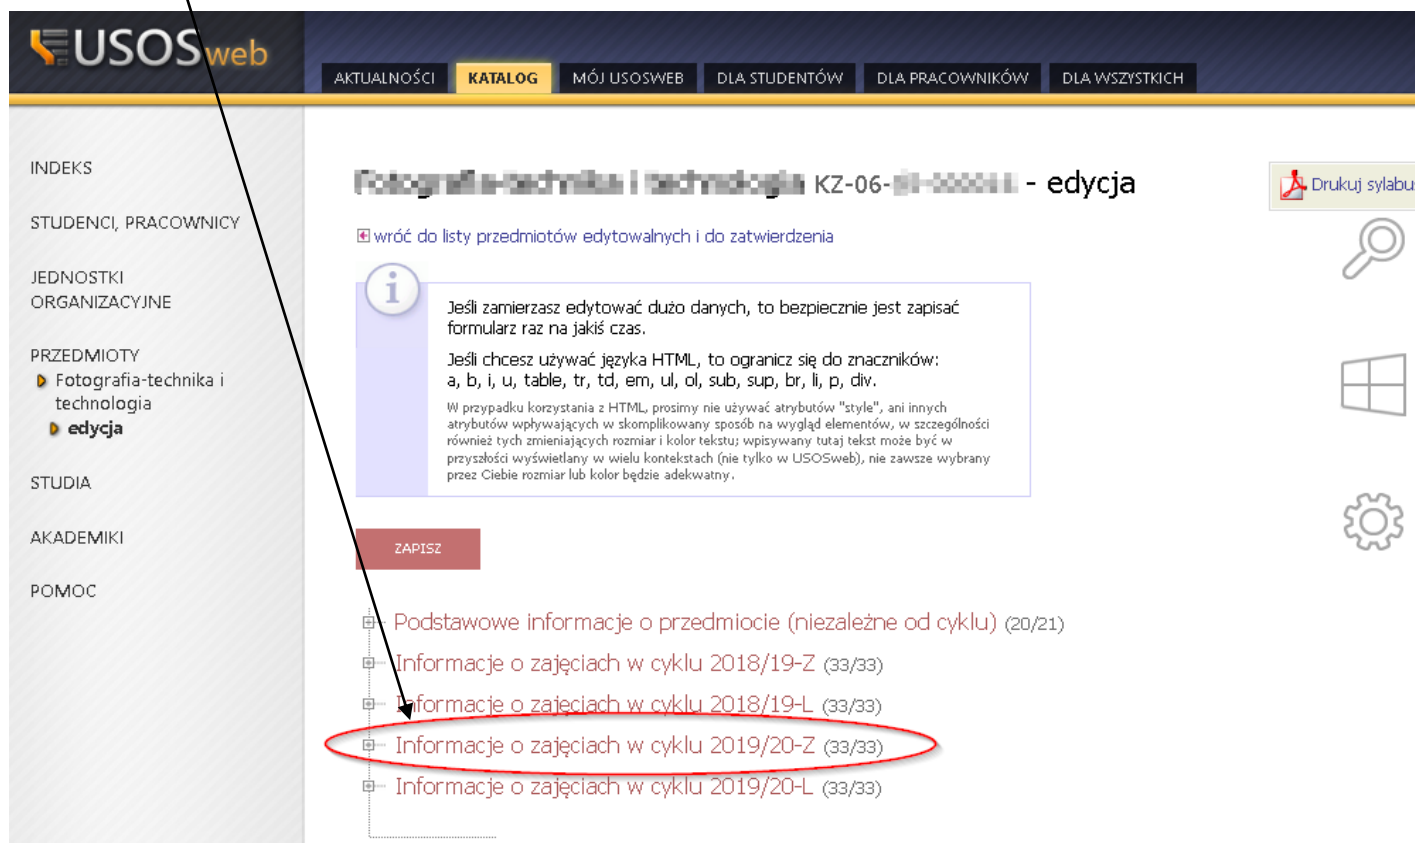 USOSweb
AKTUALNOŚCI KATALOG MÓJ USOSWEB DLA STUDENTÓW DLA PRACOWNIKÓW DLA WSZYSTKICH
INDEKS
STUDENCI, PRACOWNICY
JEDNOSTKI
ORGANIZACYJNE
PRZEDMIOTY
Fotografia-technika i
technologia
edycja
STUDIA
AKADEMIKI
POMOC
KZ-06- - edycja
Drukuj sylabus
wróć do listy przedmiotów edytowalnych i do zatwierdzenia
i
Jeśli zamierzasz edytować dużo danych, to bezpiecznie jest zapisać
formularz raz na jakiś czas.
Jeśli chcesz używać języka HTML, to ogranicz się do znaczników:
a, b, i, u, table, tr, td, em, ul, ol, sub, sup, br, li, p, div.
W przypadku korzystania z HTML, prosimy nie używać atrybutów "style", ani innych
atrybutów wpływających w skomplikowany sposób na wygląd elementów, w szczególności
również tych zmieniających rozmiar i kolor tekstu; wpisywany tutaj tekst może być w
przyszłości wyświetlany w wielu kontekstach (nie tylko w USOSweb), nie zawsze wybrany
przez Ciebie rozmiar lub kolor będzie adekwatny.
ZAPISZ
Podstawowe informacje o przedmiocie (niezależne od cyklu) (20/21)
Informacje o zajęciach w cyklu 2018/19-Z (33/33)
Informacje o zajęciach w cyklu 2018/19-L (33/33)
Informacje o zajęciach w cyklu 2019/20-Z (33/33)
Informacje o zajęciach w cyklu 2019/20-L (33/33)